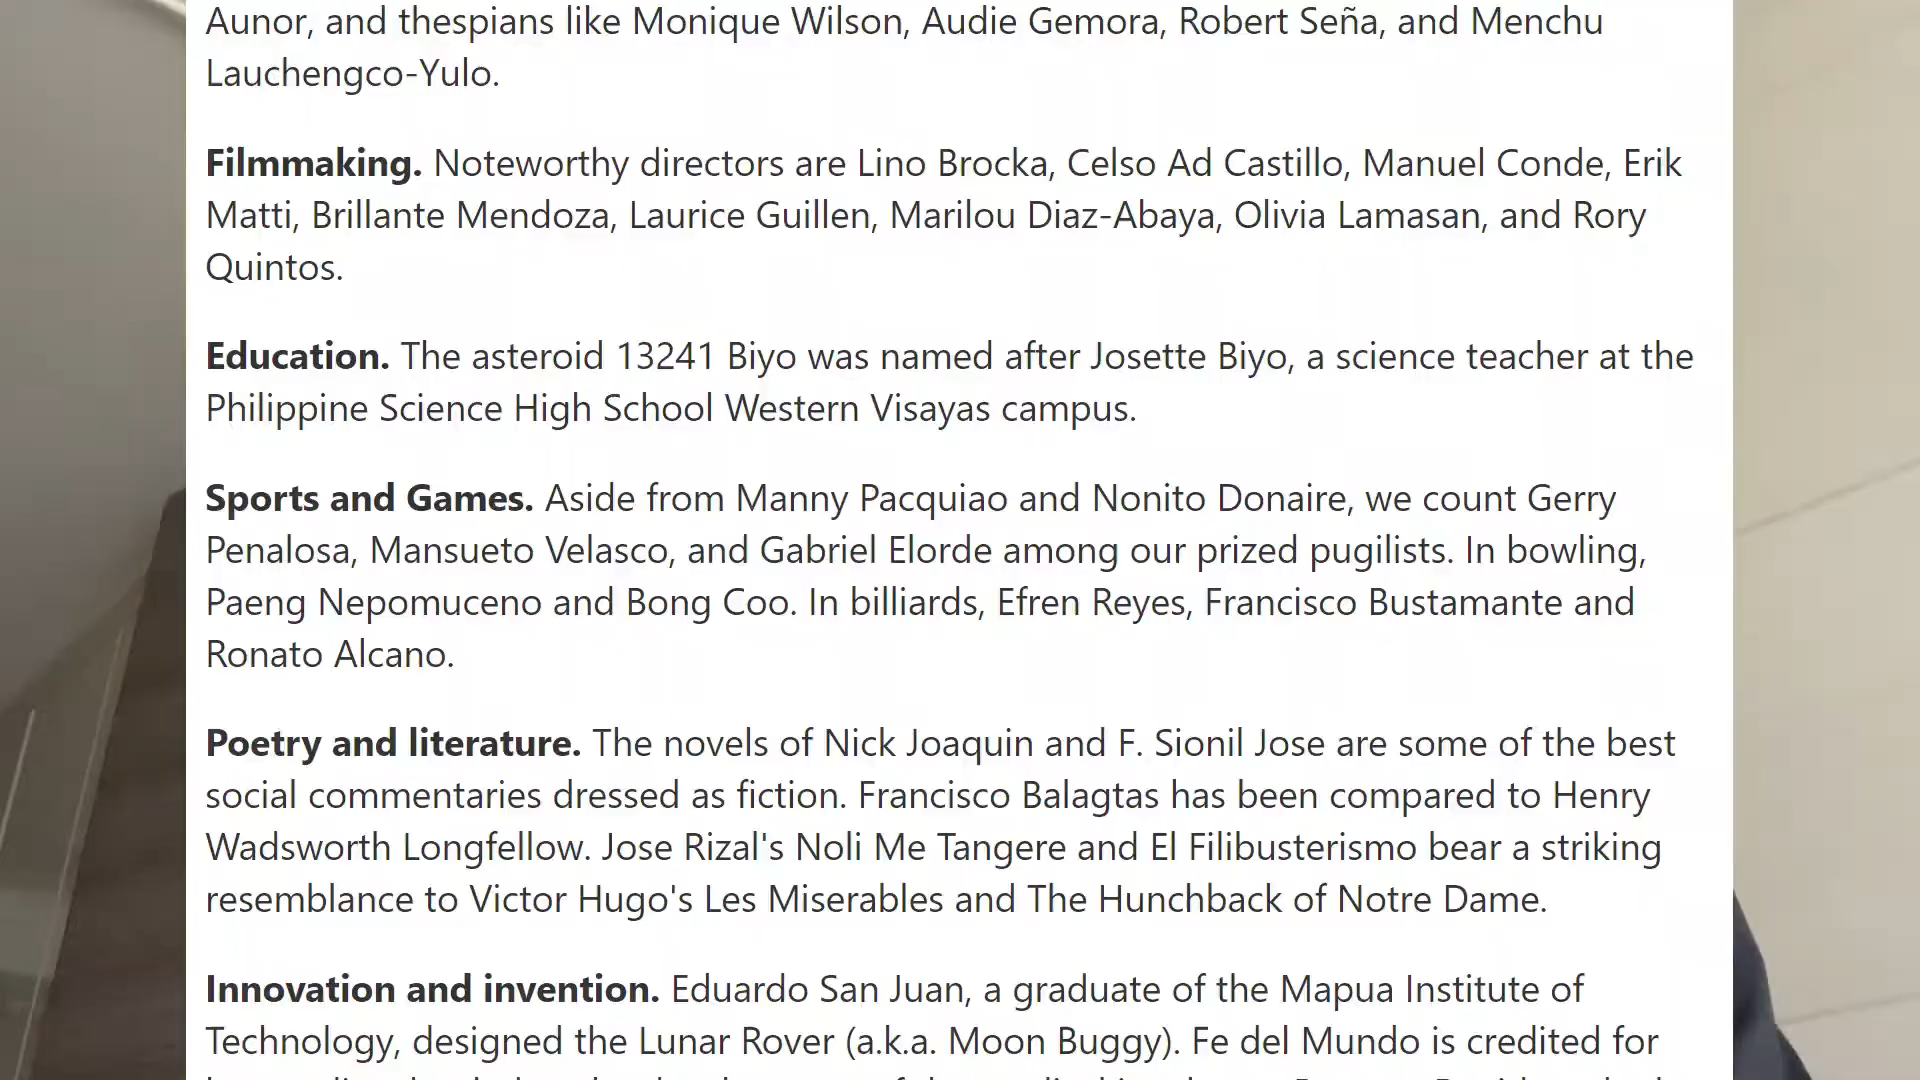 Aunor, and thespians like Monique Wilson, Audie Gemora, Robert Seña, and Menchu
Lauchengco-Yulo.
Filmmaking. Noteworthy directors are Lino Brocka, Celso Ad Castillo, Manuel Conde, Erik
Matti, Brillante Mendoza, Laurice Guillen, Marilou Diaz-Abaya, Olivia Lamasan, and Rory
Quintos.
Education. The asteroid 13241 Biyo was named after Josette Biyo, a science teacher at the
Philippine Science High School Western Visayas campus.
Sports and Games. Aside from Manny Pacquiao and Nonito Donaire, we count Gerry
Penalosa, Mansueto Velasco, and Gabriel Elorde among our prized pugilists. In bowling,
Paeng Nepomuceno and Bong Coo. In billiards, Efren Reyes, Francisco Bustamante and
Ronato Alcano.
Poetry and literature. The novels of Nick Joaquin and F. Sionil Jose are some of the best
social commentaries dressed as fiction. Francisco Balagtas has been compared to Henry
Wadsworth Longfellow. Jose Rizal's Noli Me Tangere and El Filibusterismo bear a striking
resemblance to Victor Hugo's Les Miserables and The Hunchback of Notre Dame.
Innovation and invention. Eduardo San Juan, a graduate of the Mapua Institute of
Technology, designed the Lunar Rover (a.k.a. Moon Buggy). Fe del Mundo is credited for